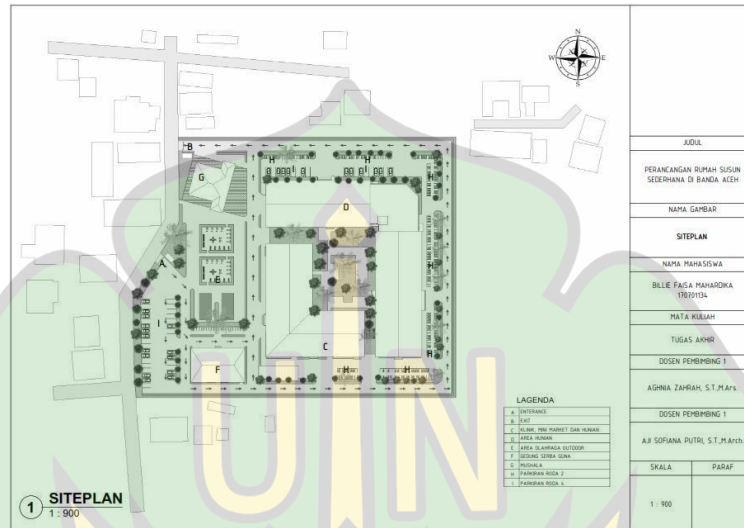 N
W
E
S
B
G
H
H
I
I
H
D
A
E
H
I
C
H
F
H
H
LAGENDA
A ENTERANCE
B EXIT
C KLINIK, MINI MARKET DAN HUNIAN
D AREA HUNIAN
E AREA OLAHRAGA OUTDOOR
F GEDUNG SERBA GUNA
G MUSHALA
H PARKIRAN RODA 2
I PARKIRAN RODA 4
1 SITEPLAN
1 : 900
UIN
JUDUL
PERANCANGAN RUMAH SUSUN
SEDERHANA DI BANDA ACEH
NAMA GAMBAR
SITEPLAN
NAMA MAHASISWA
BILLIE FAISA MAHARDIKA
170701134
MATA KULIAH
TUGAS AKHIR
DOSEN PEMBIMBING 1
AGHNIA ZAHRAH, S.T.,M.Ars.
DOSEN PEMBIMBING 1
AJI SOFIANA PUTRI, S.T.,M.Arch.
SKALA PARAF
1 : 900